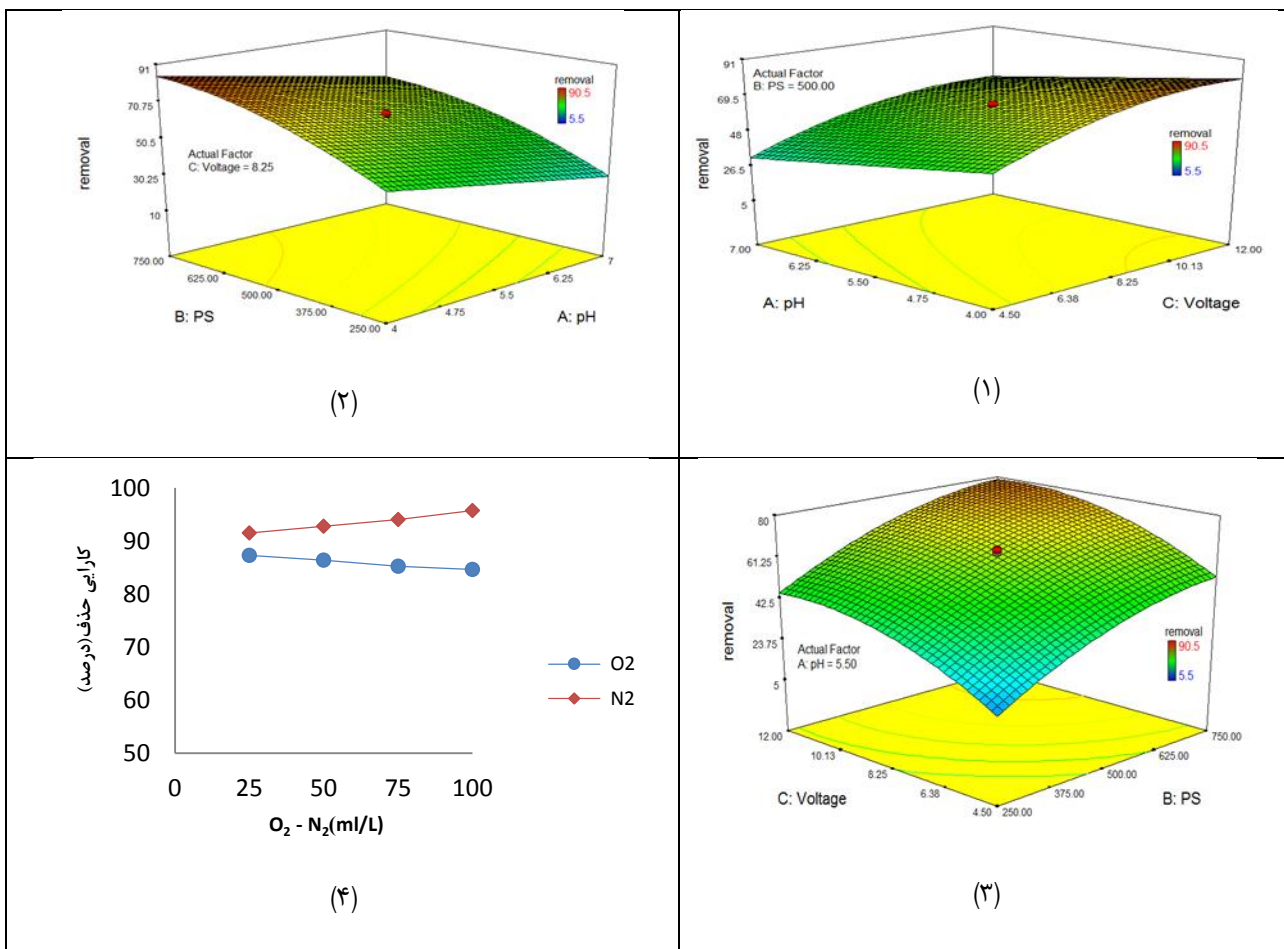 91
70.75
50.5
30.25
10
removal
removal
90.5
5.5
Actual Factor
C: Voltage = 8.25
750.00
625.00
500.00
375.00
250.00
4
4.75
5.5
6.25
7
B: PS
A: pH
(۲)
91
69.5
48
26.5
5
removal
Actual Factor
B: PS = 500.00
removal
90.5
5.5
7.00
6.25
5.50
4.75
4.00
4.50
6.38
8.25
10.13
12.00
A: pH
C: Voltage
(۱)
100
90
80
70
60
50
کارایی حذف(درصد)
0 25 50 75 100
O2
N2
O₂ - N₂(ml/L)
(۴)
80
61.25
42.5
23.75
5
removal
Actual Factor
A: pH = 5.50
removal
90.5
5.5
12.00
10.13
8.25
6.38
4.50
250.00
375.00
500.00
625.00
750.00
C: Voltage
B: PS
(۳)